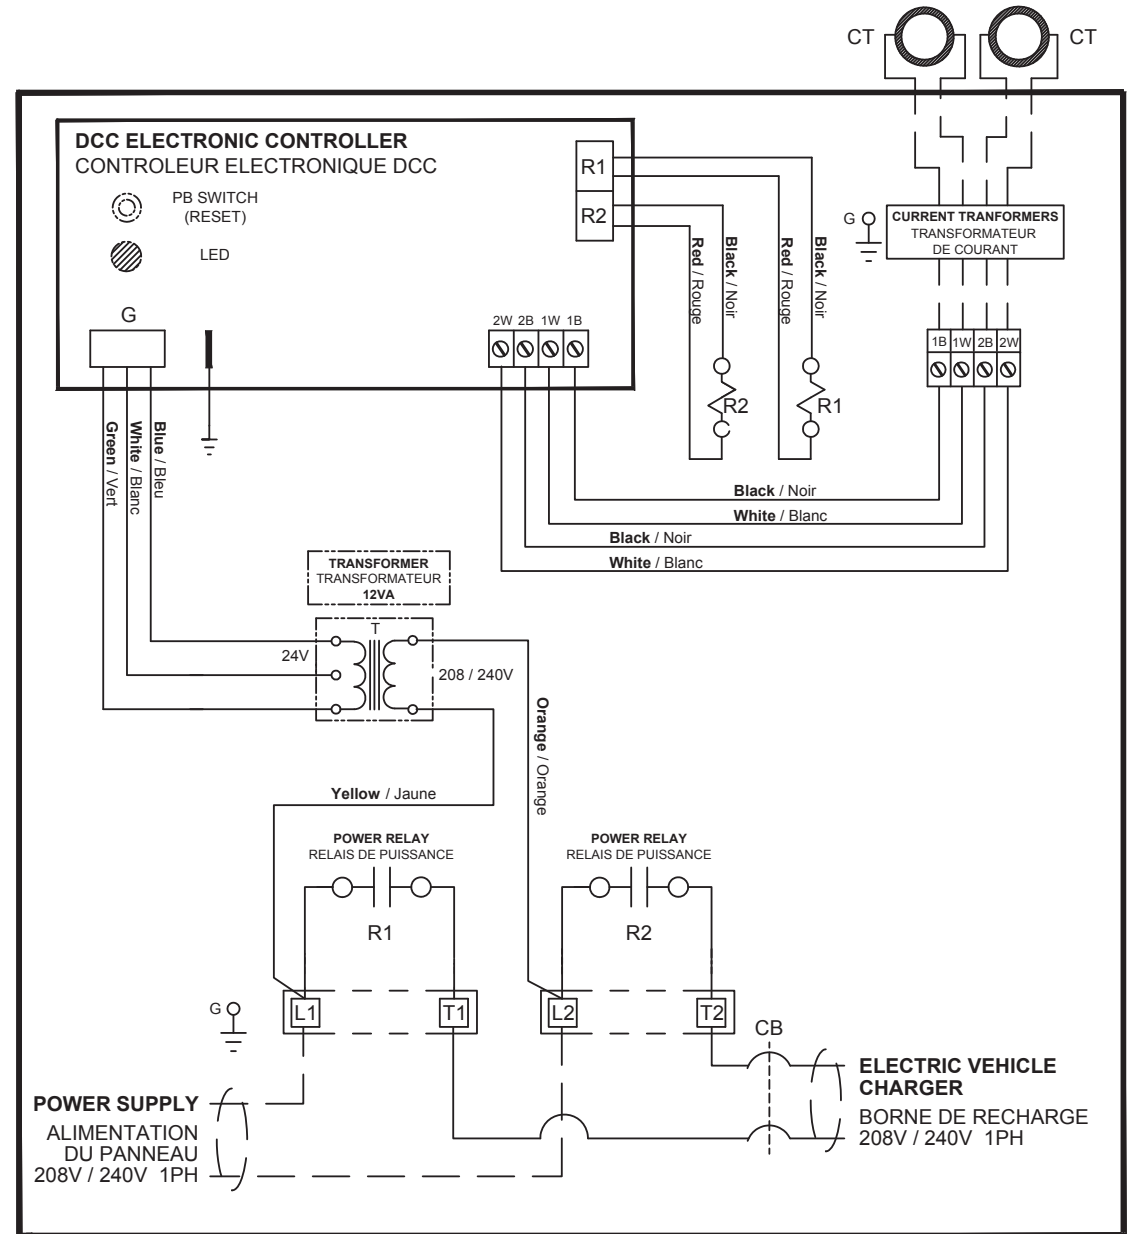 CT
CT
DCC ELECTRONIC CONTROLLER
CONTROLEUR ELECTRONIQUE DCC
PB SWITCH
(RESET)
LED
R1
R2
G
CURRENT TRANFORMERS
TRANSFORMATEUR
DE COURANT
Red / Rouge
Black / Noir
Red / Rouge
Black / Noir
G
2W 2B 1W 1B
1B 1W 2B 2W
R2
R1
Green / Vert
White / Blanc
Blue / Bleu
Black / Noir
White / Blanc
Black / Noir
White / Blanc
TRANSFORMER
TRANSFORMATEUR
12VA
T
24V
208 / 240V
Orange / Orange
Yellow / Jaune
POWER RELAY
RELAIS DE PUISSANCE
R1
POWER RELAY
RELAIS DE PUISSANCE
R2
G
L1
T1
L2
T2
CB
ELECTRIC VEHICLE
CHARGER
BORNE DE RECHARGE
208V / 240V 1PH
POWER SUPPLY
ALIMENTATION
DU PANNEAU
208V / 240V 1PH